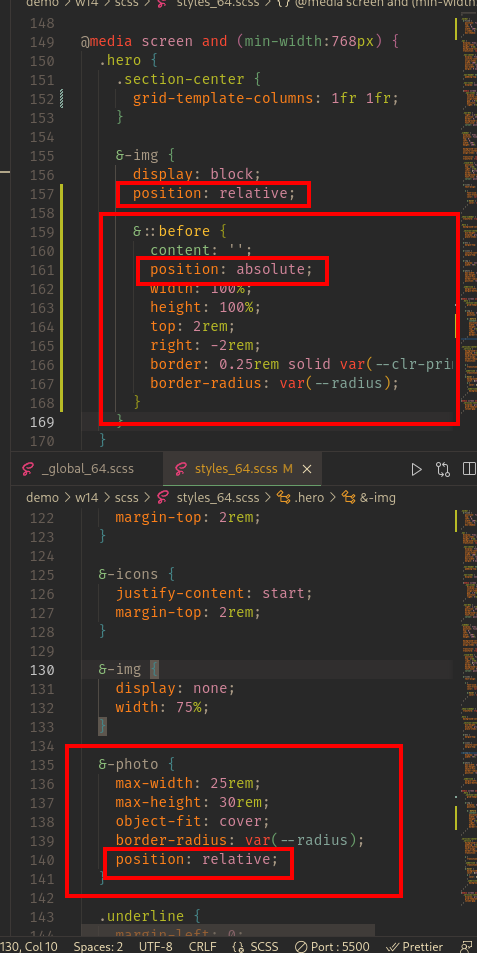 demo > w14 > scss > styles_64.scss > {} @media screen and (min-width:
148
149 @media screen and (min-width:768px) {
150 .hero {
151 .section-center {
152 grid-template-columns: 1fr 1fr;
153 }
154
155 &-img {
156 display: block;
157 position: relative;
158
159 &::before {
160 content: '';
161 position: absolute;
162 width: 100%;
163 height: 100%;
164 top: 2rem;
165 right: -2rem;
166 border: 0.25rem solid var(--clr-prim
167 border-radius: var(--radius);
168 }
169 }
170 }
_global_64.scss styles_64.scss M
demo > w14 > scss > styles_64.scss > .hero > &-img
122 margin-top: 2rem;
123 }
124
125 &-icons {
126 justify-content: start;
127 margin-top: 2rem;
128 }
129
130 &-img {
131 display: none;
132 width: 75%;
133 }
134
135 &-photo {
136 max-width: 25rem;
137 max-height: 30rem;
138 object-fit: cover;
139 border-radius: var(--radius);
140 position: relative;
141 }
142
143 .underline {
144 margin-left: 0;
130, Col 10 Spaces: 2 UTF-8 CRLF {} SCSS Port : 5500 Prettier